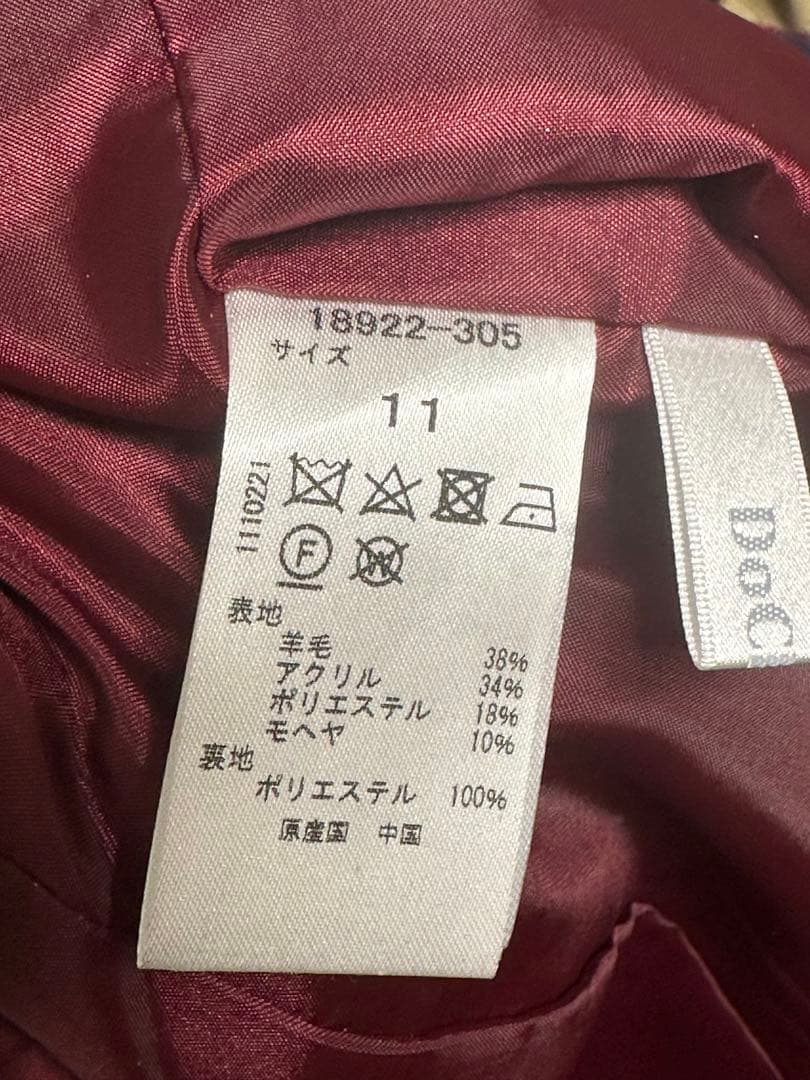 18922-305
サイズ
11
1110221
F
W
表地
羊毛 38%
アクリル 34%
ポリエステル 18%
モヘヤ 10%
裏地
ポリエステル 100%
原産国 中国
DoC